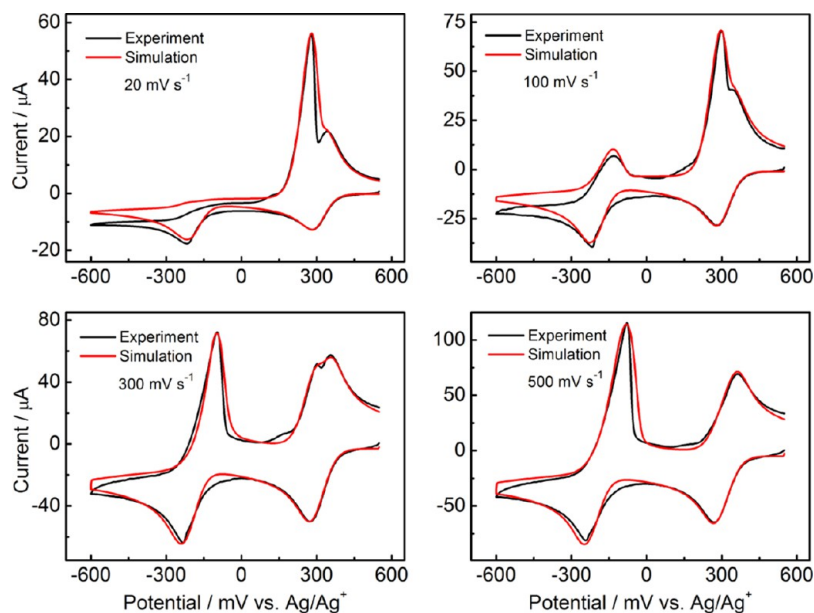 60
40
20
0
-20
Current / μA
Experiment
Simulation
20 mV s⁻¹
-600 -300 0 300 600
75
50
25
0
-25
Experiment
Simulation
100 mV s⁻¹
-600 -300 0 300 600
80
40
0
-40
Current / μA
Experiment
Simulation
300 mV s⁻¹
-600 -300 0 300 600
Potential / mV vs. Ag/Ag⁺
100
50
0
-50
Experiment
Simulation
500 mV s⁻¹
-600 -300 0 300 600
Potential / mV vs. Ag/Ag⁺